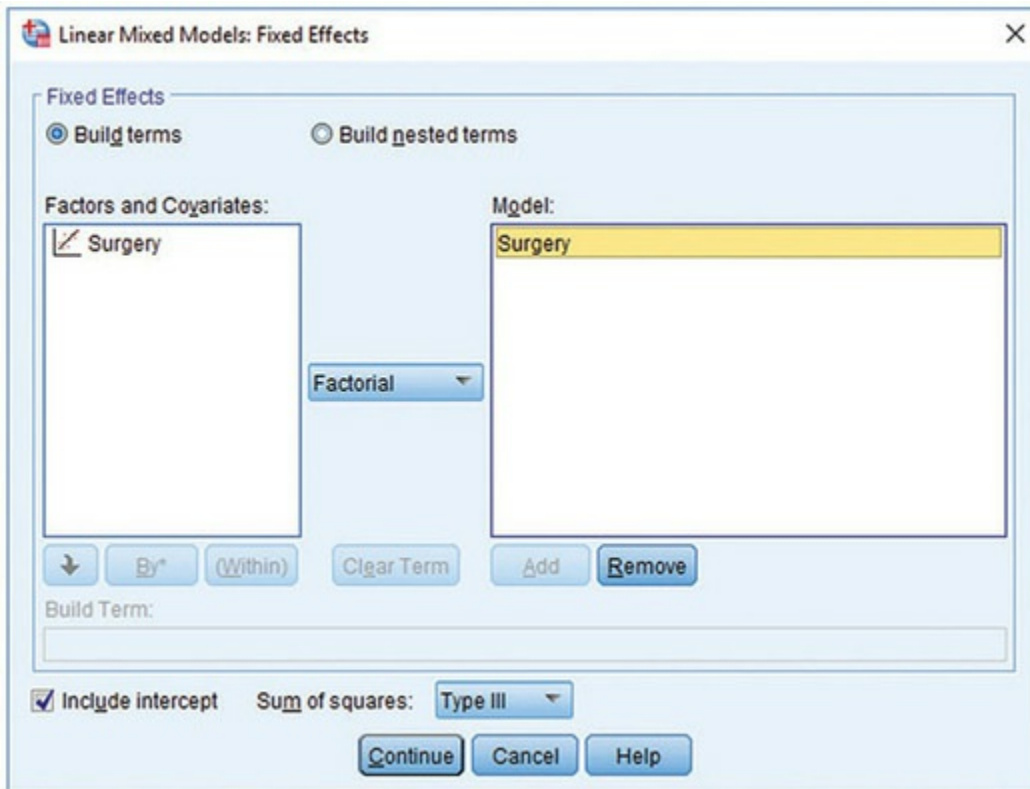 Linear Mixed Models: Fixed Effects
Fixed Effects
Build terms Build nested terms
Factors and Covariates: Model:
Surgery Surgery
Factorial
By* (Within) Clear Term Add Remove
Build Term:
Include intercept Sum of squares: Type III
Continue Cancel Help